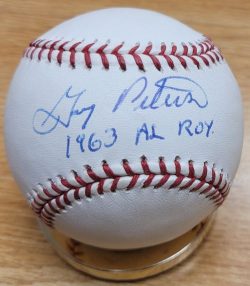 Gary Peters
1963 AL ROY.